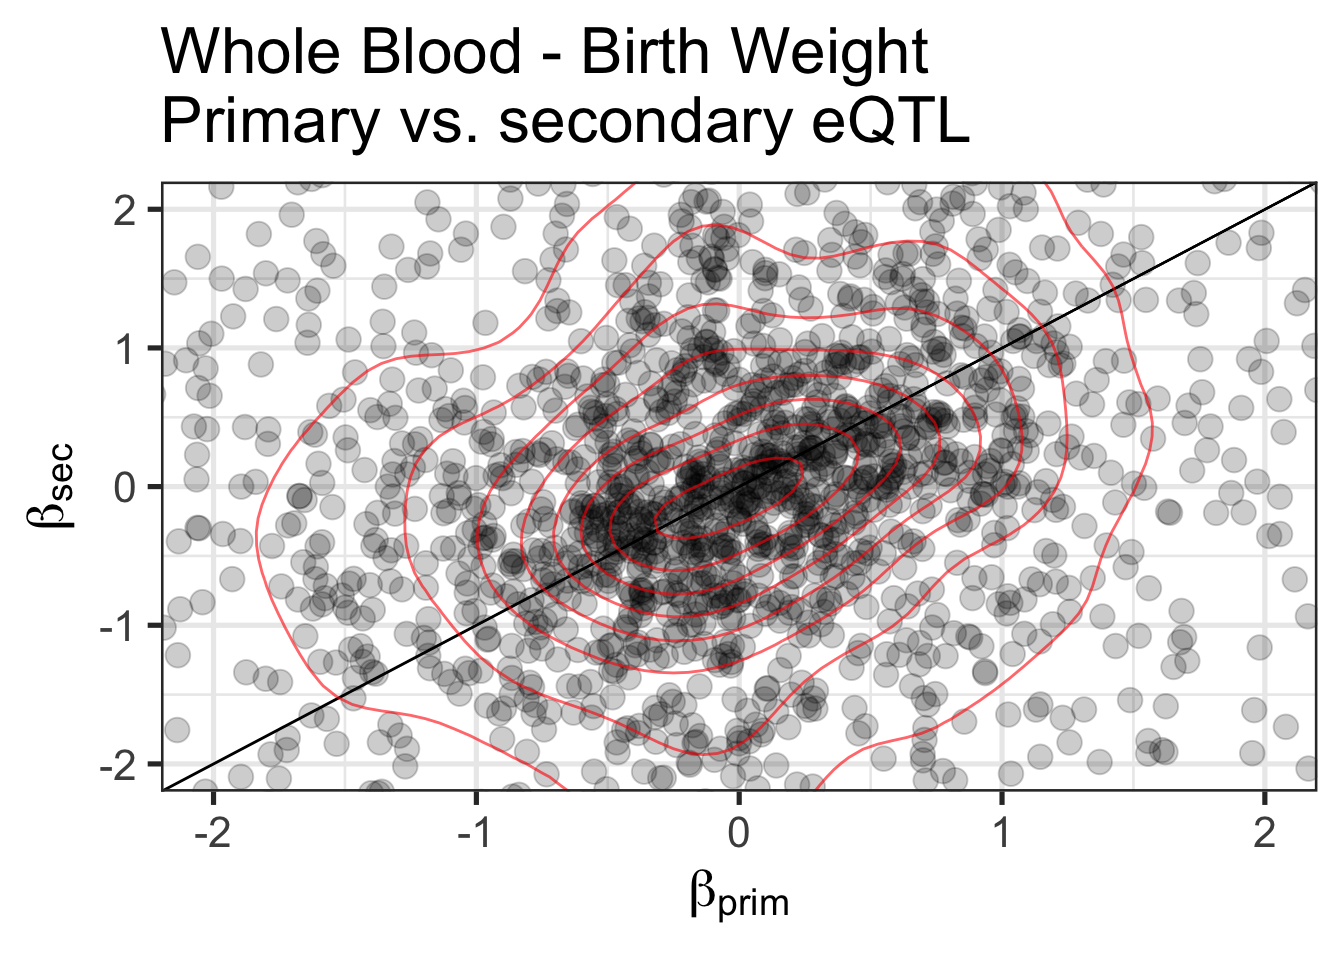 Whole Blood - Birth Weight
Primary vs. secondary eQTL
2
1
0
-1
-2
βsec
-2 -1 0 1 2
βprim